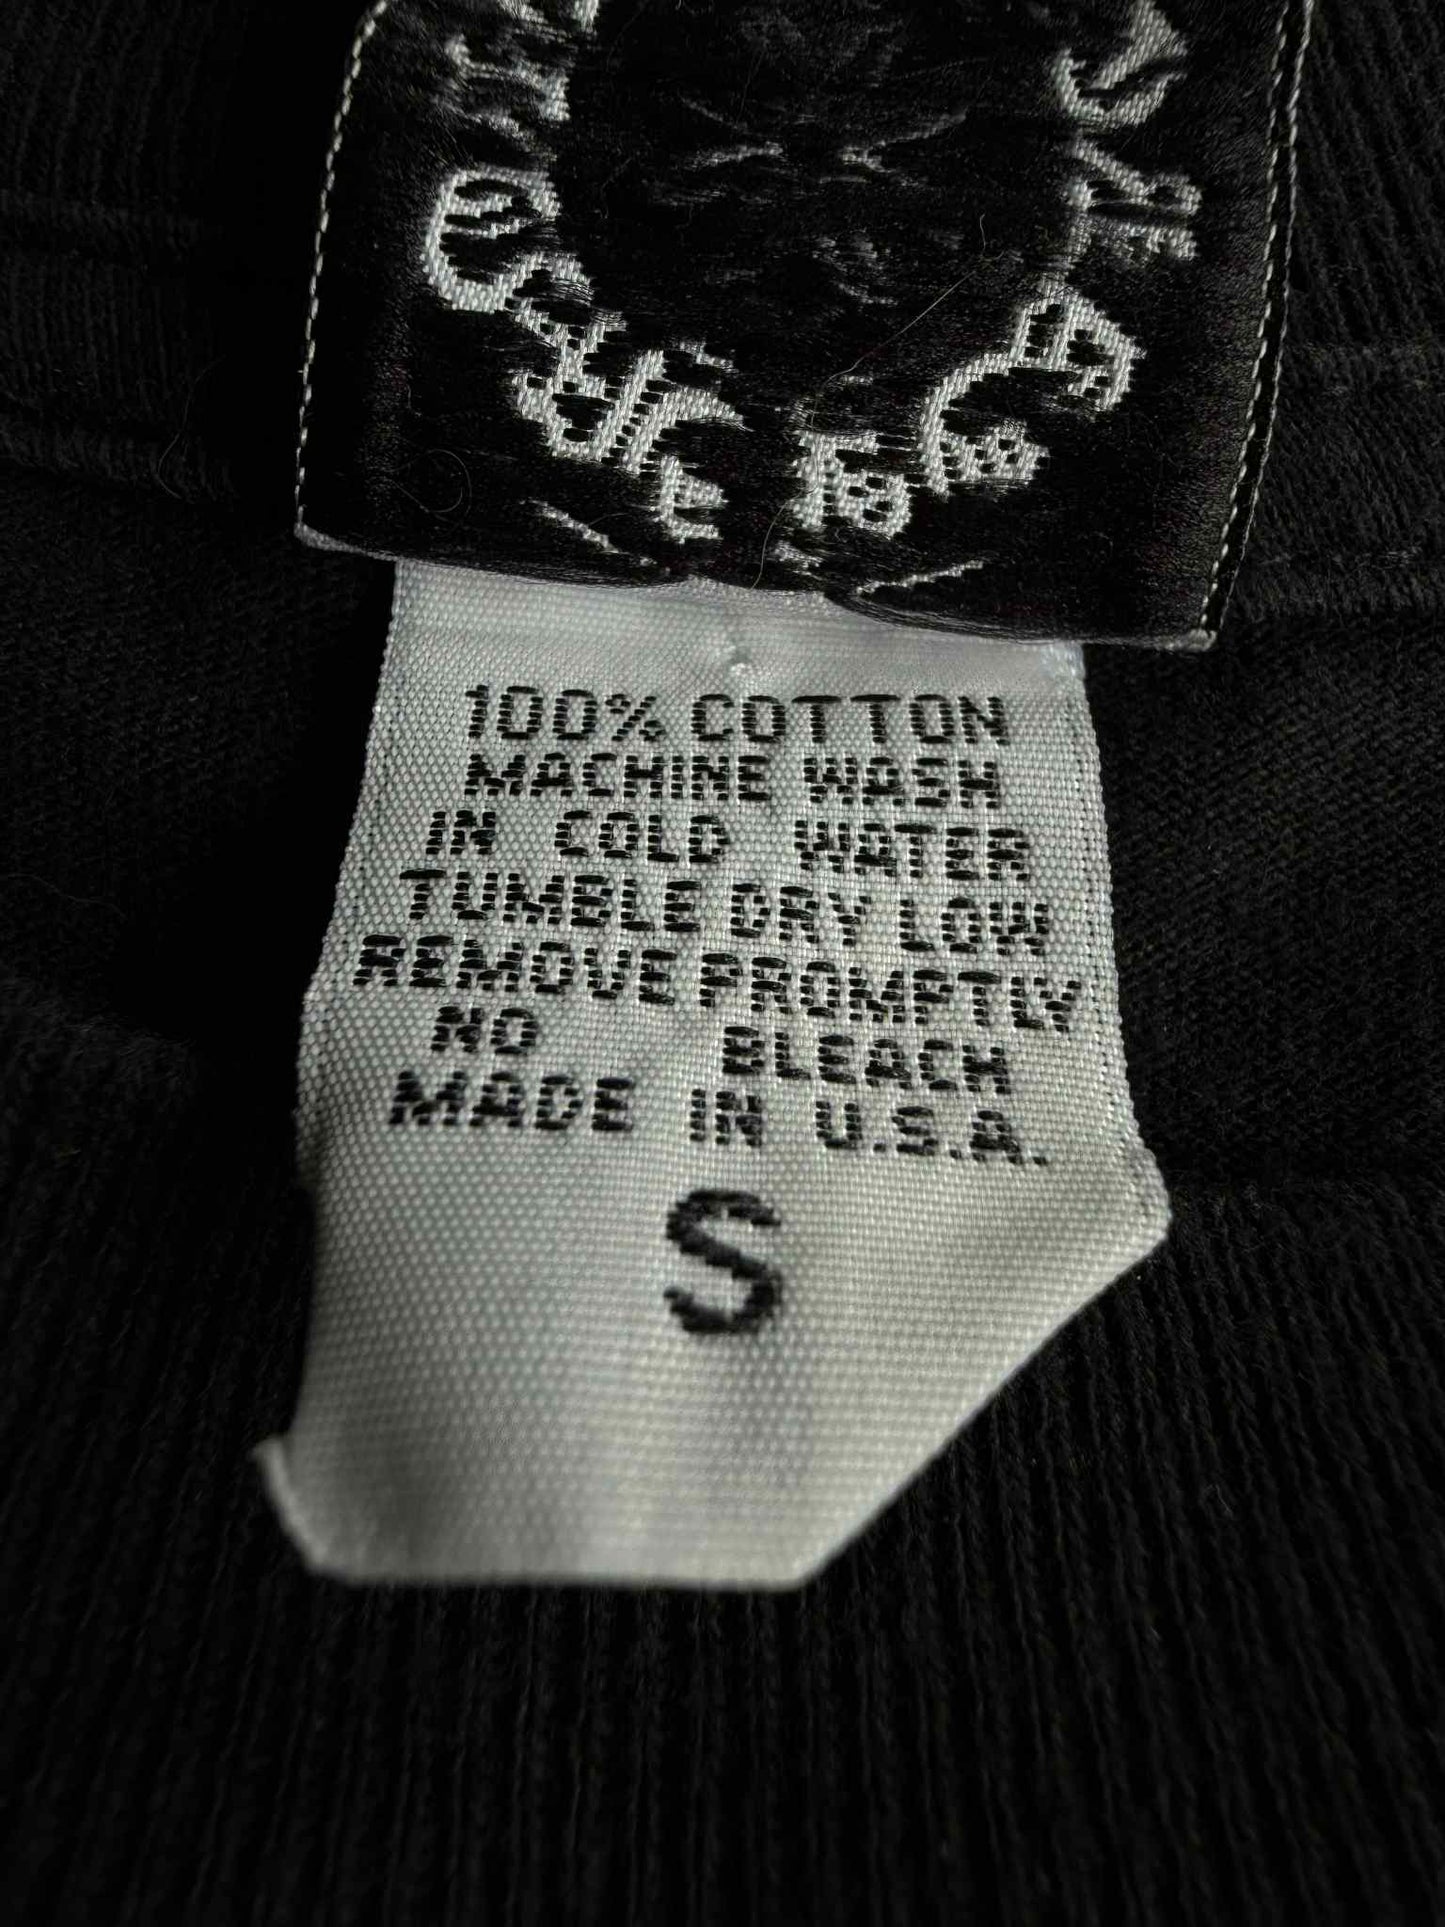 100% COTTON
MACHINE WASH
IN COLD WATER
TUMBLE DRY LOW
REMOVE PROMPTLY
NO BLEACH
MADE IN U.S.A.
S